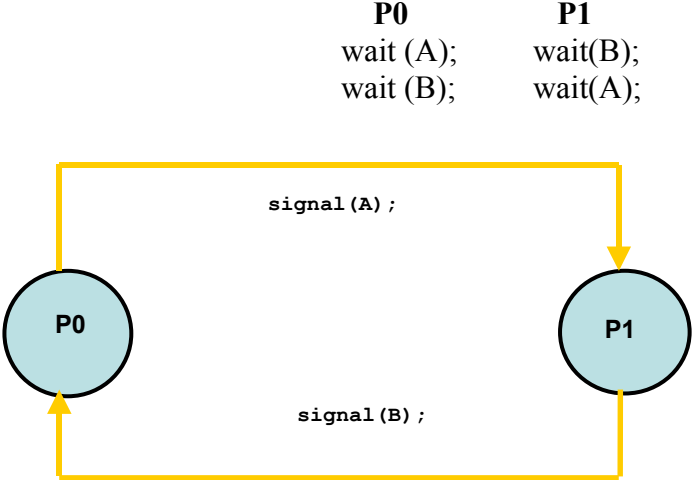 P0 P1
wait (A); wait(B);
wait (B); wait(A);
signal(A);
P0
P1
signal(B);